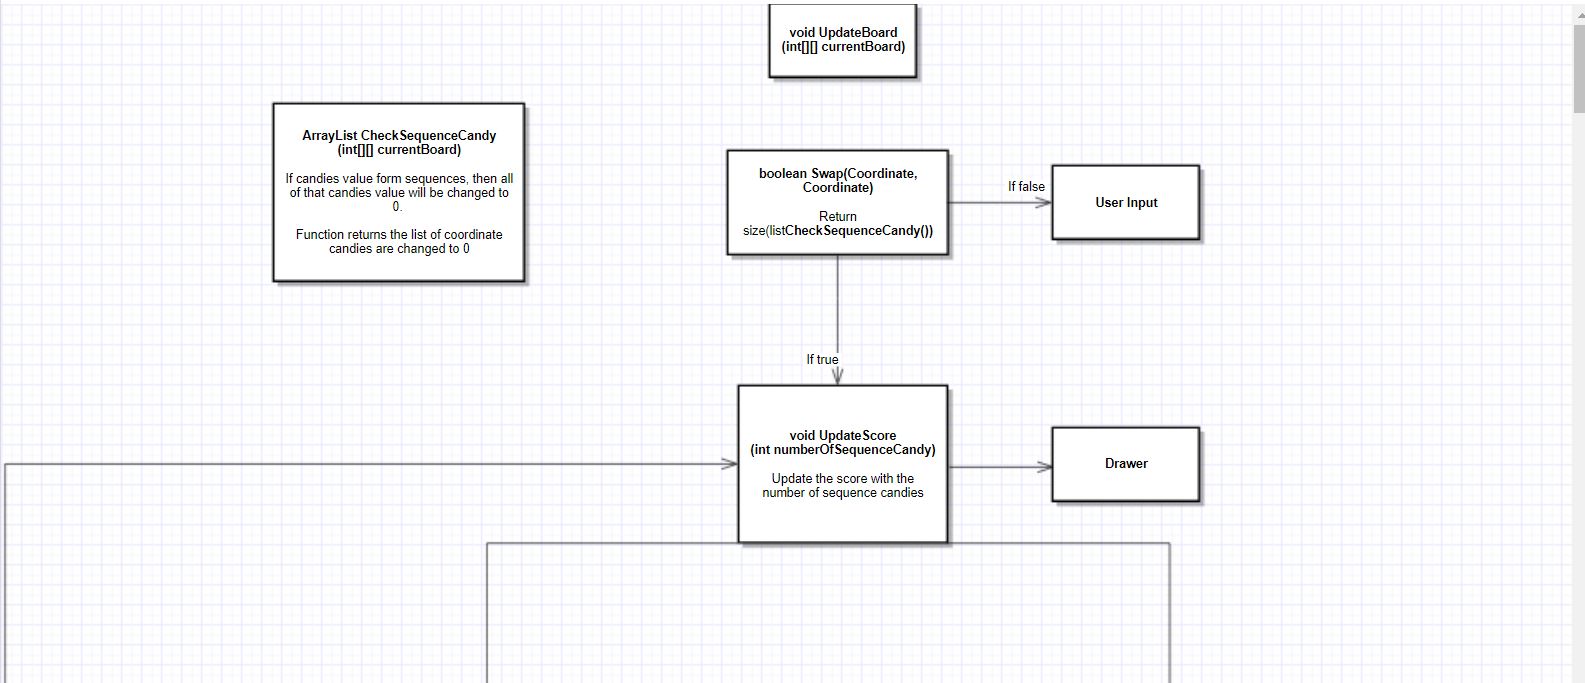 void UpdateBoard
(int[][] currentBoard)
ArrayList CheckSequenceCandy
(int[][] currentBoard)
If candies value form sequences, then all
of that candies value will be changed to
0.
Function returns the list of coordinate
candies are changed to 0
boolean Swap(Coordinate,
Coordinate)
Return
size(listCheckSequenceCandy())
If false
User Input
If true
void UpdateScore
(int numberOfSequenceCandy)
Update the score with the
number of sequence candies
Drawer